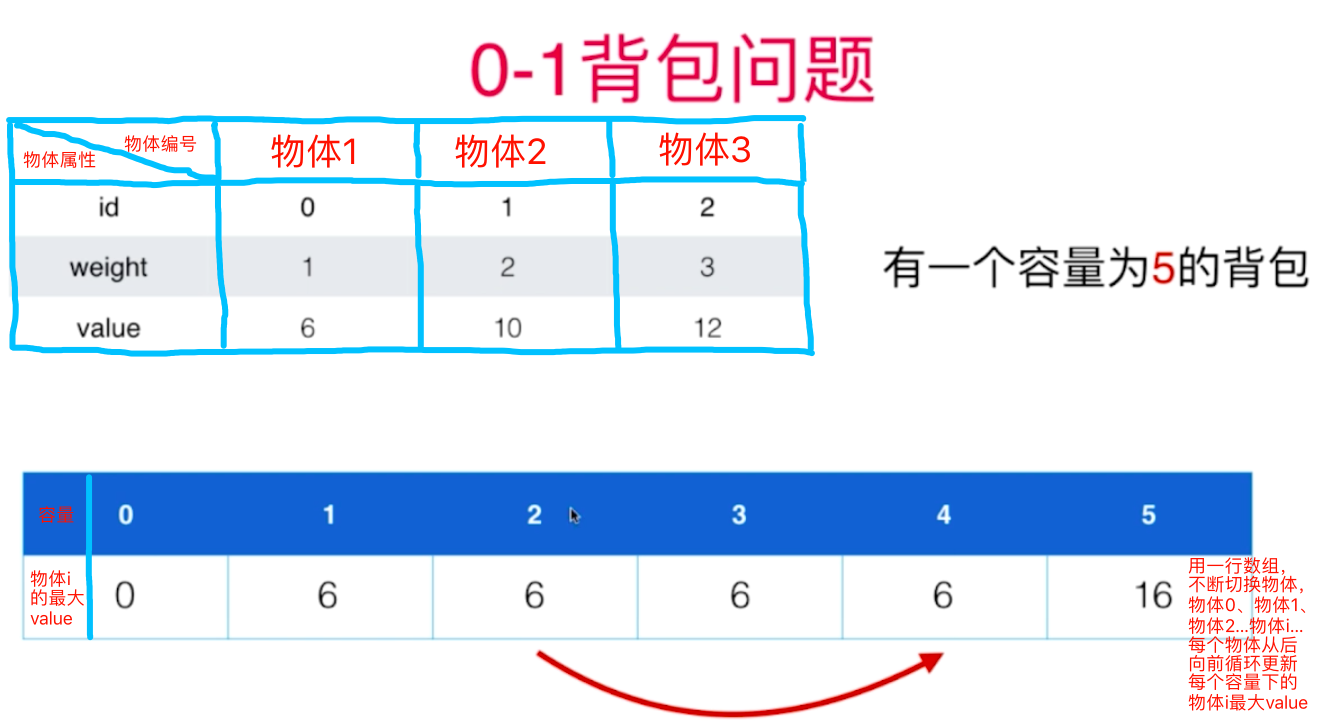 0-1背包问题
物体编号
物体属性
物体1 物体2 物体3
id 0 1 2
weight 1 2 3
value 6 10 12
有一个容量为5的背包
容量 0 1 2 3 4 5
物体i
的最大
value
0 6 6 6 6 16
用一行数组，
不断切换物体，
物体0、物体1、
物体2...物体i...
每个物体从后
向前循环更新
每个容量下的
物体i最大value